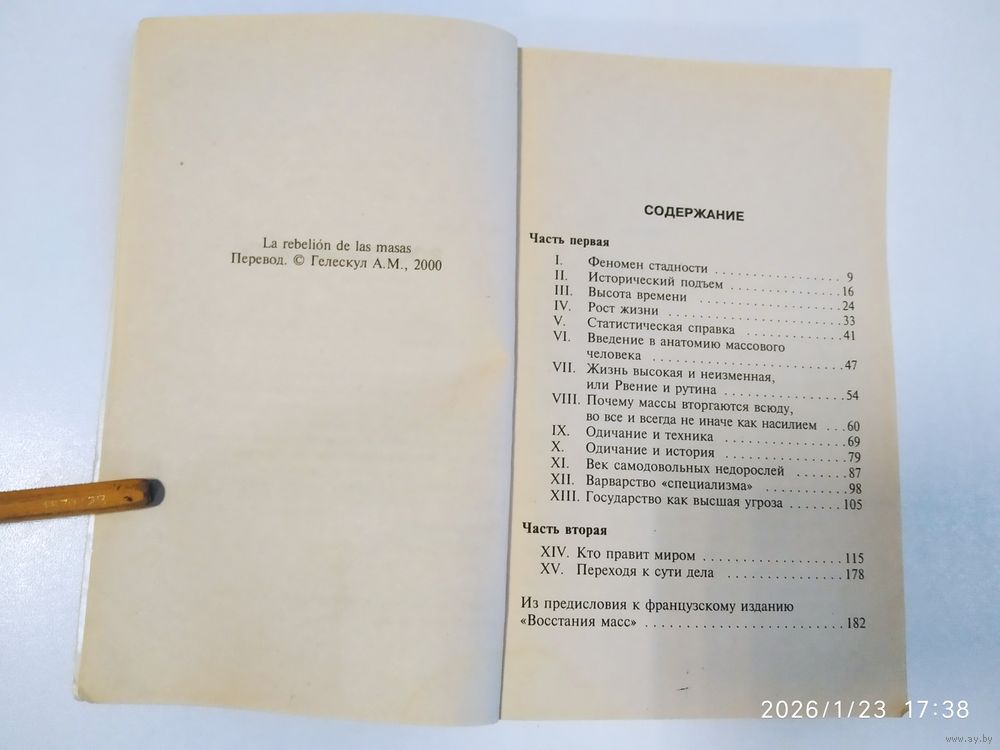 La rebelión de las masas
Перевод. © Гелескул А.М., 2000
СОДЕРЖАНИЕ
Часть первая
I. Феномен стадности . . . . . . . . . . . . . . . . 9
II. Исторический подъем . . . . . . . . . . . . . . 16
III. Высота времени . . . . . . . . . . . . . . . . 24
IV. Рост жизни . . . . . . . . . . . . . . . . . . . . 33
V. Статистическая справка . . . . . . . . . . . . 41
VI. Введение в анатомию массового
человека . . . . . . . . . . . . . . . . . . . . . 47
VII. Жизнь высокая и неизменная,
или Рвение и рутина . . . . . . . . . . . . . 54
VIII. Почему массы вторгаются всюду,
во все и всегда не иначе как насилием . . . 60
IX. Одичание и техника . . . . . . . . . . . . . . 69
X. Одичание и история . . . . . . . . . . . . . . 79
XI. Век самодовольных недорослей . . . . . . 87
XII. Варварство «специализма» . . . . . . . . . . 98
XIII. Государство как высшая угроза . . . . . . . 105
Часть вторая
XIV. Кто правит миром . . . . . . . . . . . . . . . 115
XV. Переходя к сути дела . . . . . . . . . . . . . 178
Из предисловия к французскому изданию
«Восстания масс» . . . . . . . . . . . . . . . . . . . . 182
2026/1/23 17:38
www.ay.by